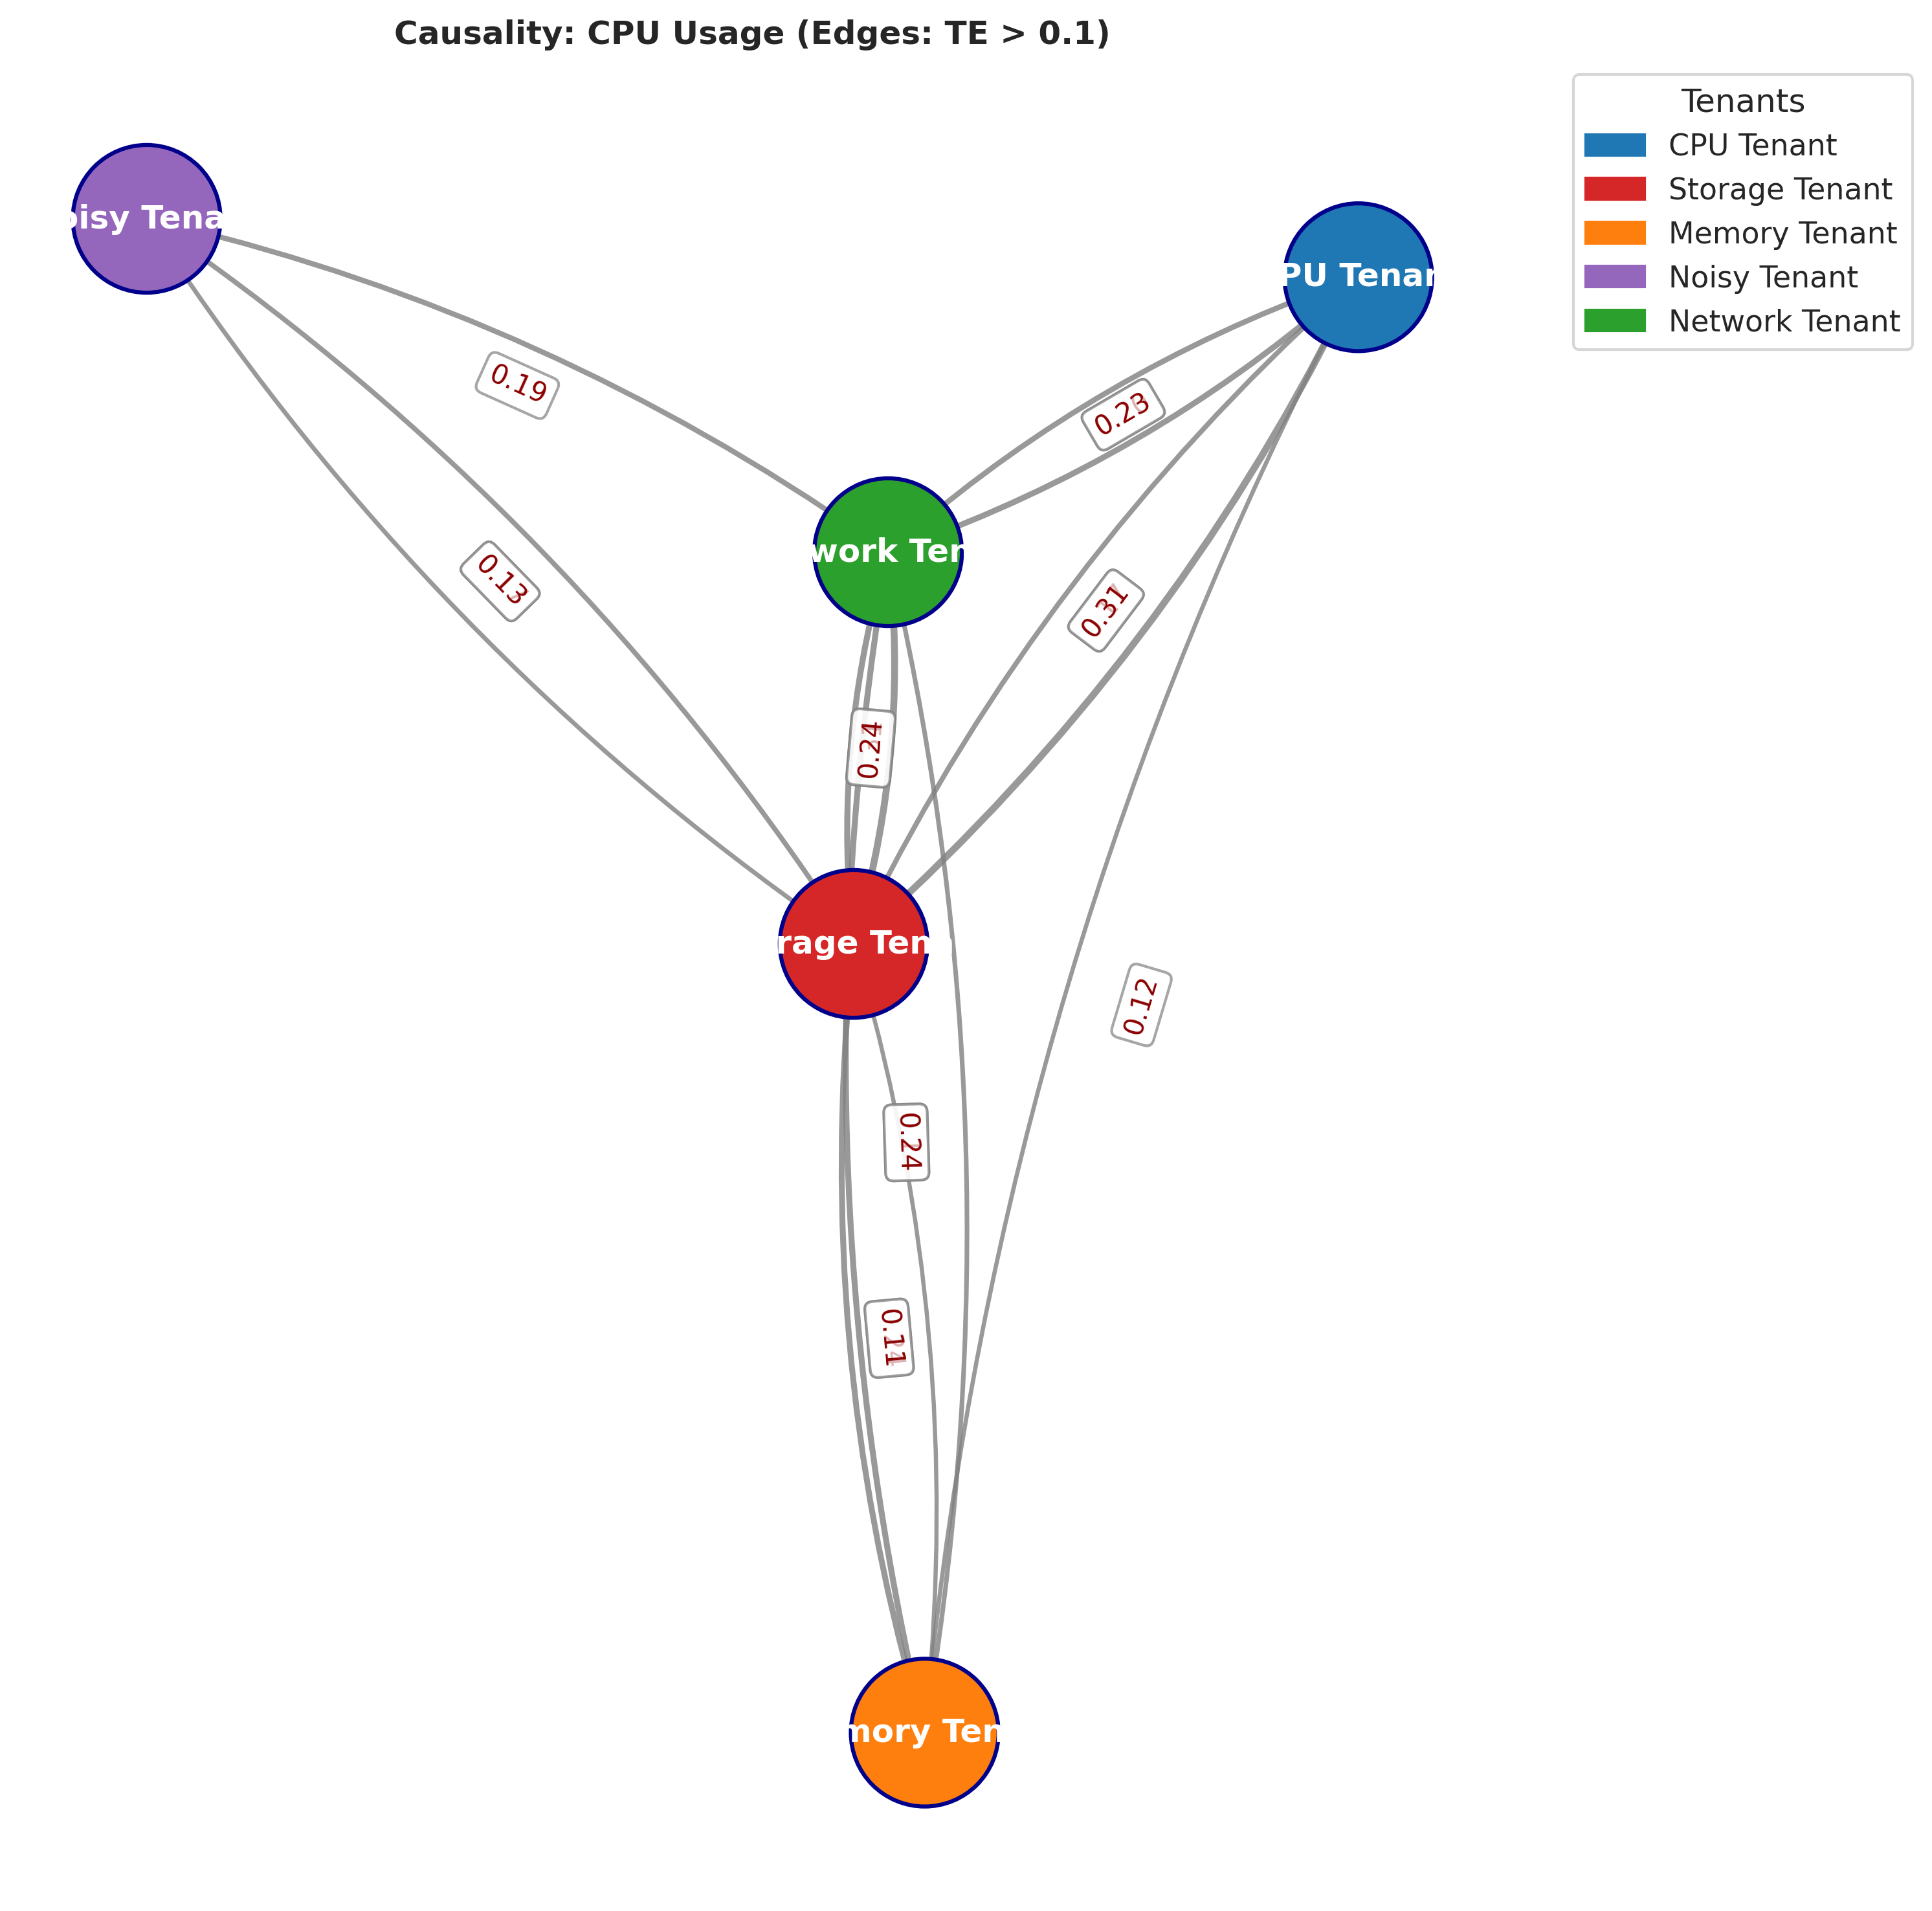 Causality: CPU Usage (Edges: TE > 0.1)
Tenants
CPU Tenant
Storage Tenant
Memory Tenant
Noisy Tenant
Network Tenant
oisy Tena
PU Tenar
0.19
0.23
work Ten
0.13
0.31
0.24
rage Ten
0.12
0.24
0.11
mory Ten